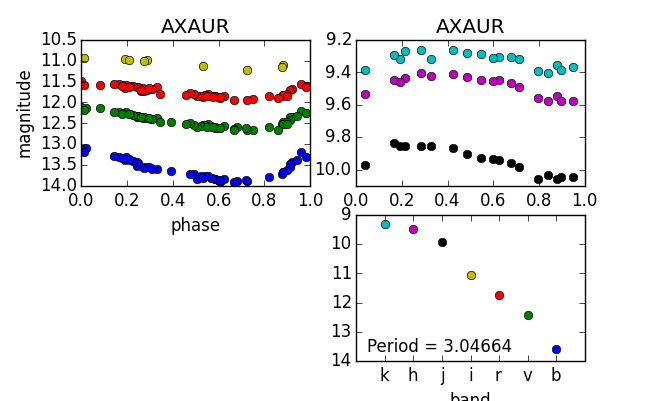 AXAUR
10.5
11.0
11.5
12.0
12.5
13.0
13.5
14.0
magnitude
0.0 0.2 0.4 0.6 0.8 1.0
phase
AXAUR
9.2
9.4
9.6
9.8
10.0
0.0 0.2 0.4 0.6 0.8 1.0
9
10
11
12
13
14
Period = 3.04664
k h j i r v b
band